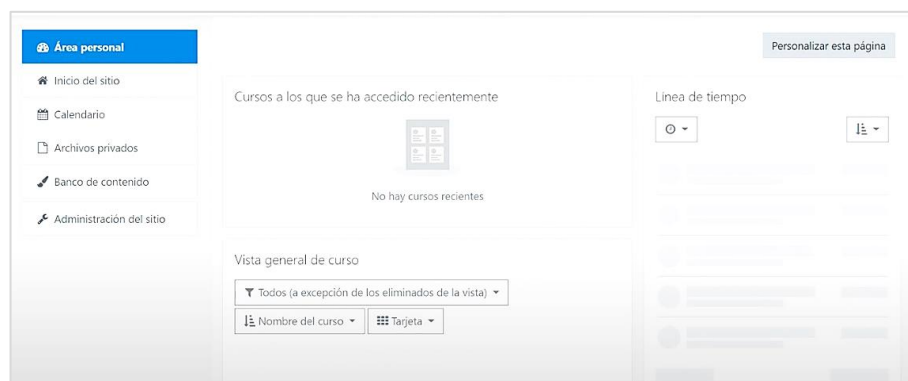 Área personal
Personalizar esta página
Inicio del sitio
Calendario
Archivos privados
Banco de contenido
Administración del sitio
Cursos a los que se ha accedido recientemente
No hay cursos recientes
Vista general de curso
Todos (a excepción de los eliminados de la vista)
Nombre del curso
Tarjeta
Línea de tiempo